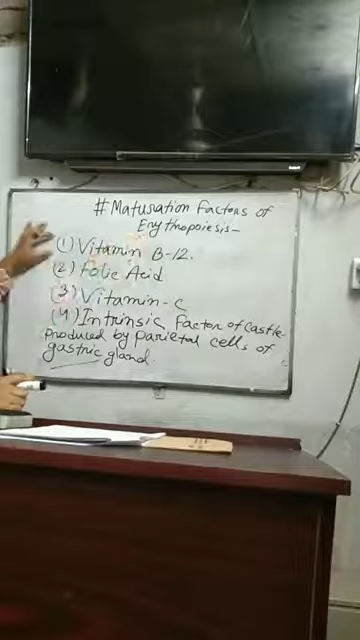 # Maturation Factors of
Erythropoiesis-
(1) Vitamin B-12.
(2) Folic Acid
(3) Vitamin-C
(4) Intrinsic Factor of Castle-
Produced by Parietal cells of
gastric gland.